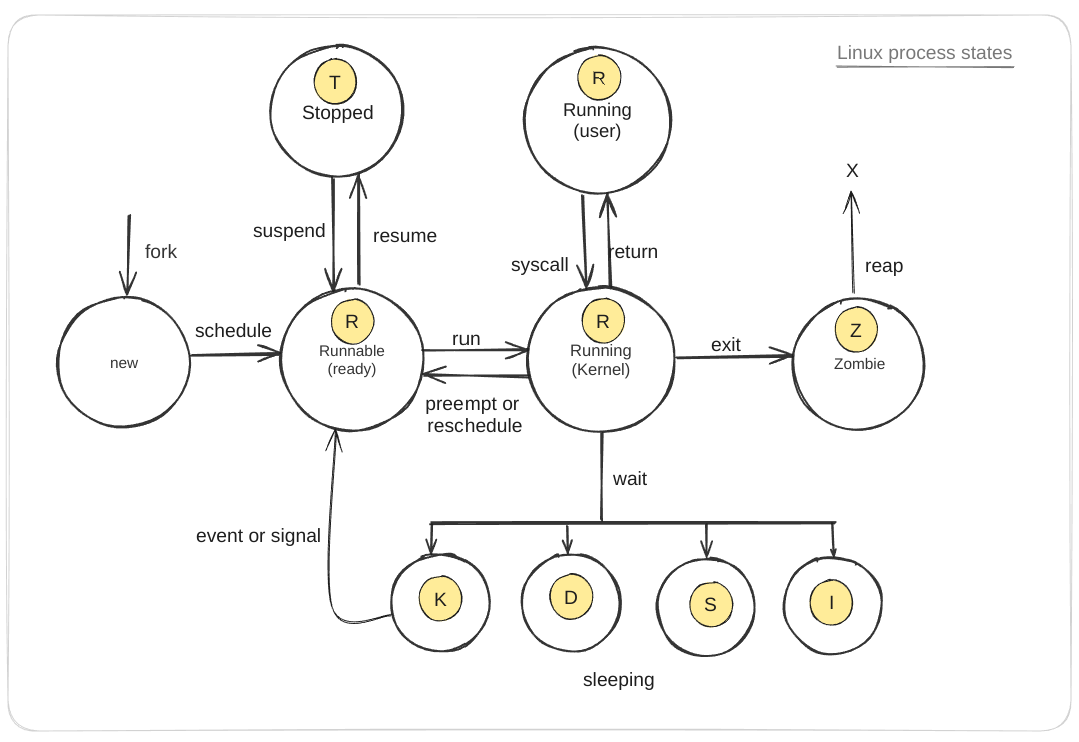 Linux process states
T
Stopped
R
Running
(user)
X
suspend
resume
fork
syscall
return
reap
schedule
R
Runnable
(ready)
run
R
Running
(Kernel)
exit
Z
Zombie
new
preempt or
reschedule
wait
event or signal
K
D
S
I
sleeping